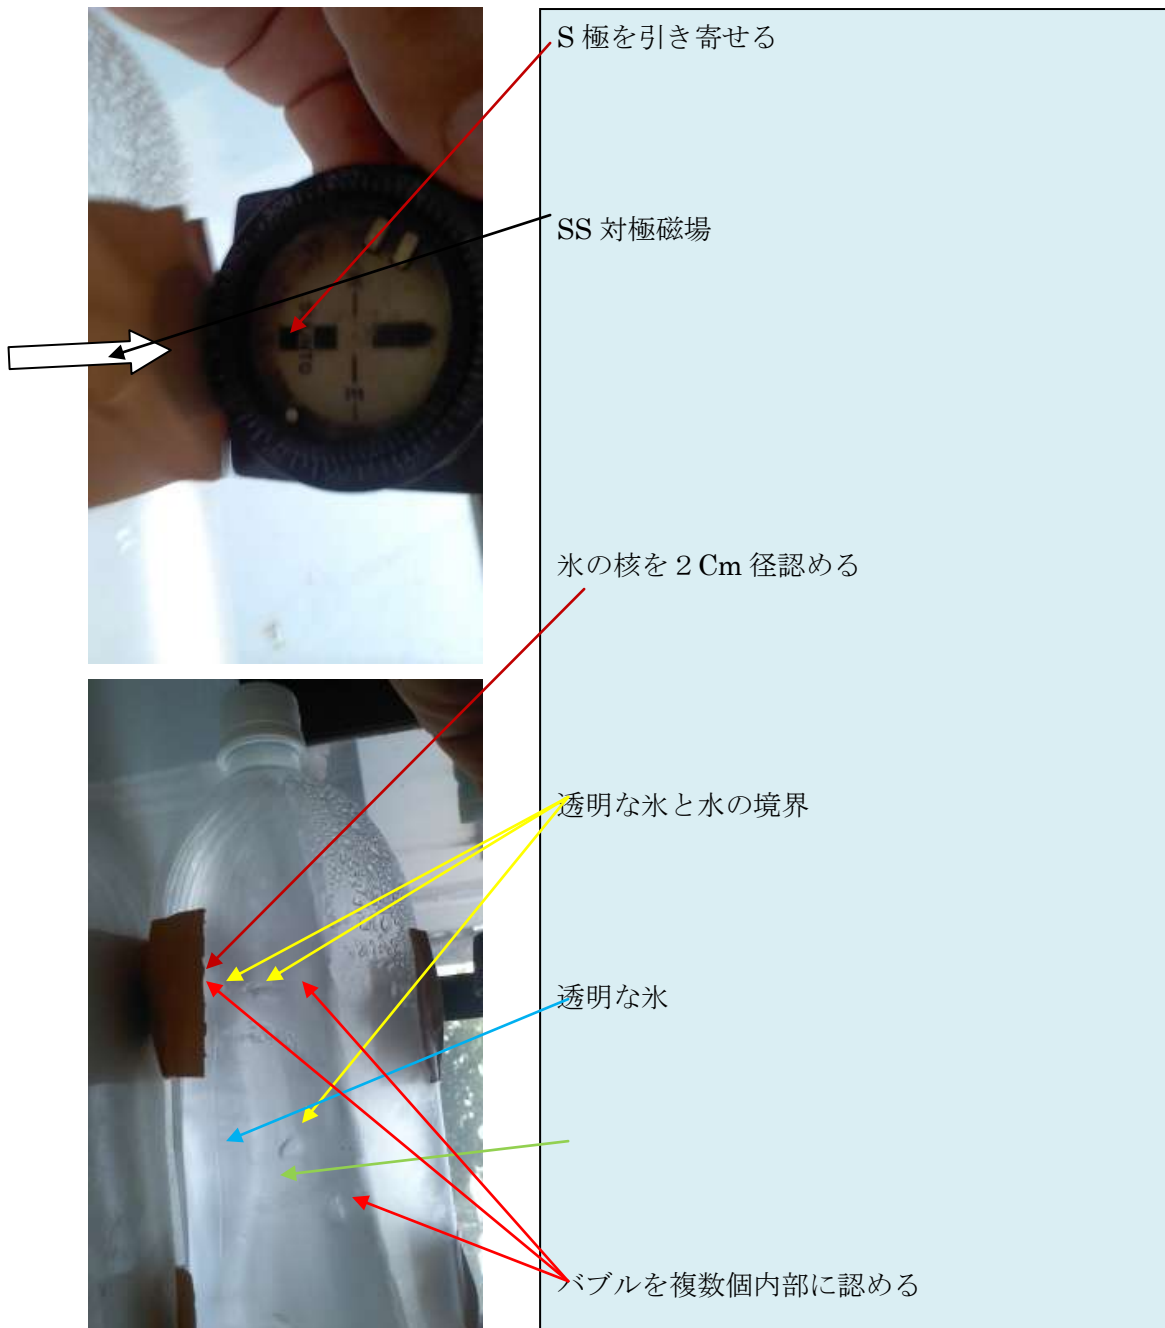 S 極を引き寄せる
SS 対極磁場
氷の核を２Cm 径認める
透明な氷と水の境界
透明な氷
バブルを複数個内部に認める